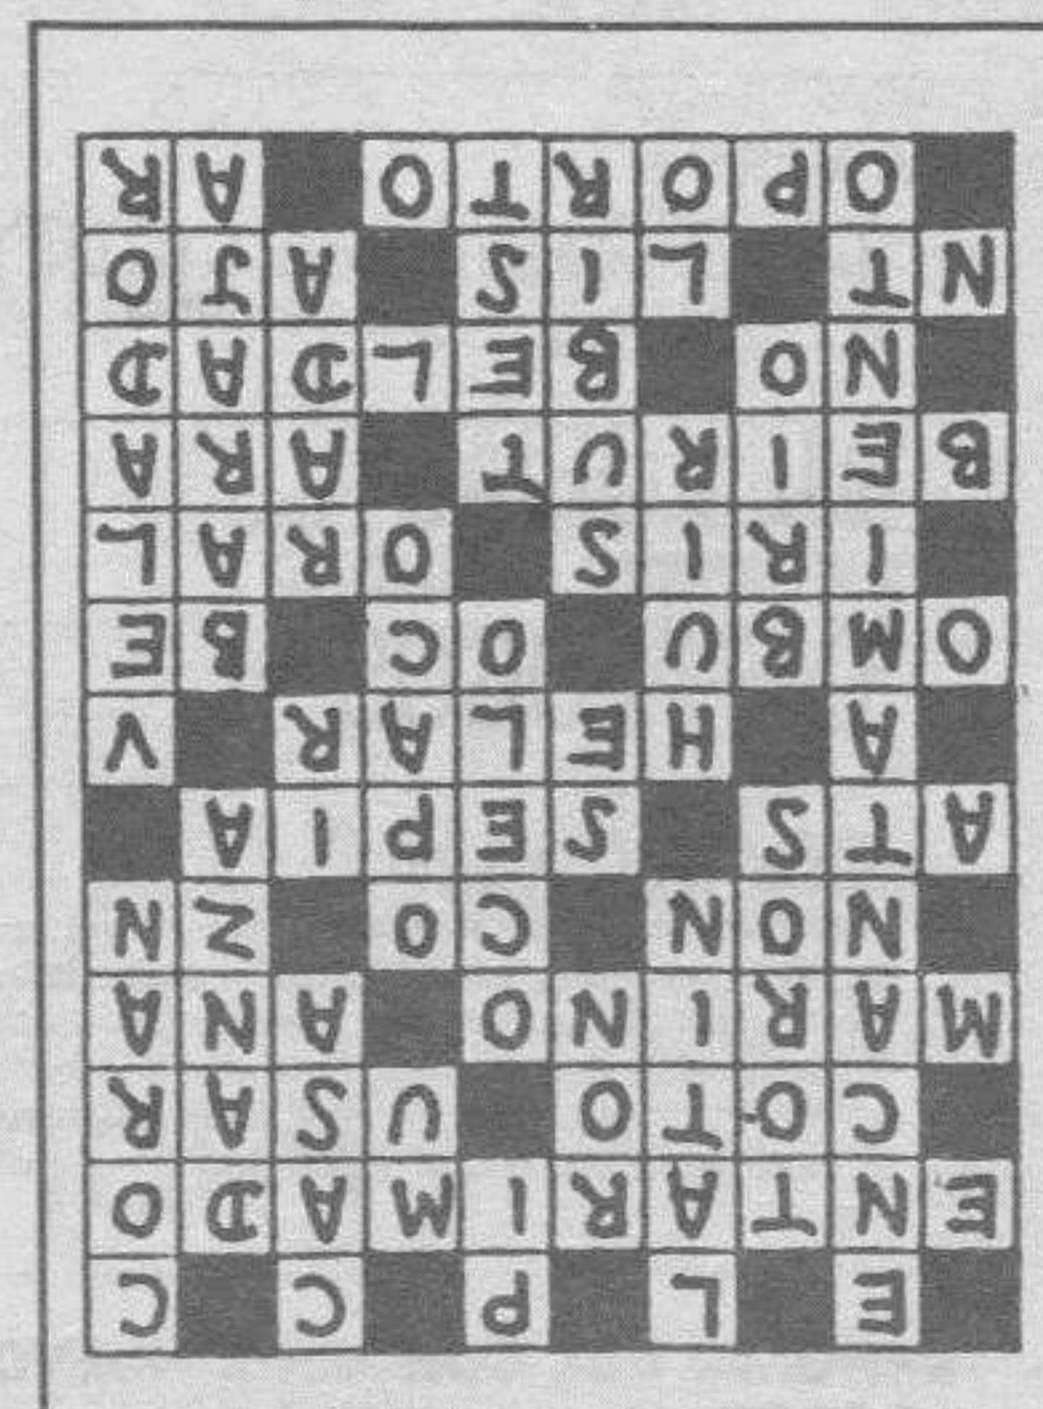 E L P C C
ENTARIMADO
COTO USAR
MARINO ANA
NON CO ZN
ATS SEPIA
A HELAR V
OMBU OC BE
IRIS ORAL
BEIRUT ARA
NO BELDAD
NT LIS AJO
OPORTO AR